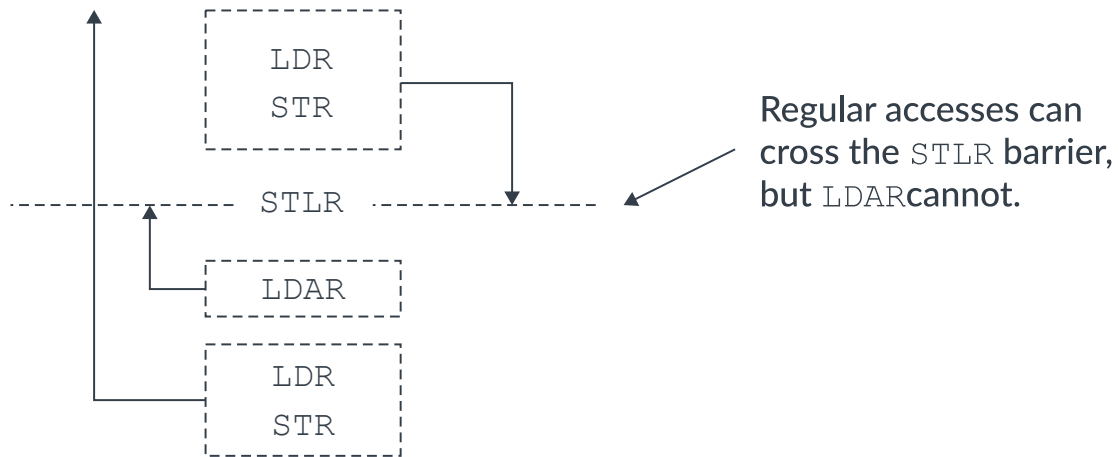 LDR
STR
STLR
LDAR
LDR
STR
Regular accesses can
cross the STLR barrier,
but LDARcannot.